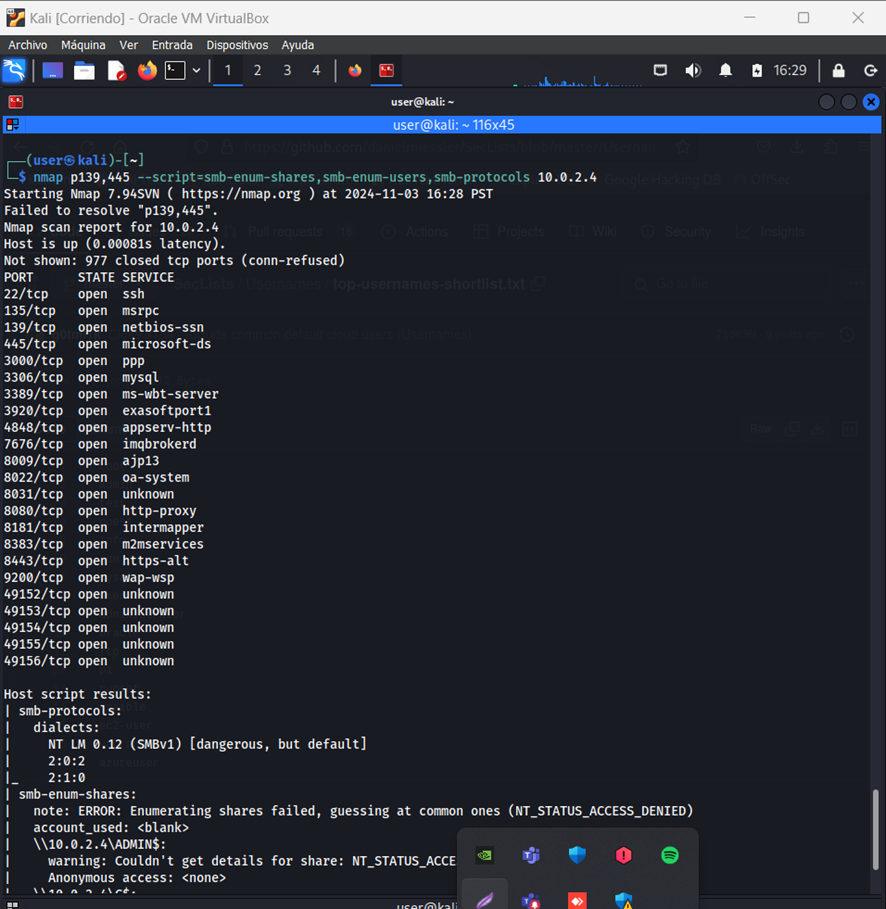 Kali [Corriendo] - Oracle VM VirtualBox
Archivo Máquina Ver Entrada Dispositivos Ayuda
1 2 3 4 16:29
user@kali: ~
user@kali: ~ 116x45
┌──(user㉿kali)-[~]
└─$ nmap p139,445 --script=smb-enum-shares,smb-enum-users,smb-protocols 10.0.2.4
Starting Nmap 7.94SVN ( https://nmap.org ) at 2024-11-03 16:28 PST
Failed to resolve "p139,445".
Nmap scan report for 10.0.2.4
Host is up (0.00081s latency).
Not shown: 977 closed tcp ports (conn-refused)
PORT STATE SERVICE
22/tcp open ssh
135/tcp open msrpc
139/tcp open netbios-ssn
445/tcp open microsoft-ds
3000/tcp open ppp
3306/tcp open mysql
3389/tcp open ms-wbt-server
3920/tcp open exasoftport1
4848/tcp open appserv-http
7676/tcp open imqbrokerd
8009/tcp open ajp13
8022/tcp open oa-system
8031/tcp open unknown
8080/tcp open http-proxy
8181/tcp open intermapper
8383/tcp open m2mservices
8443/tcp open https-alt
9200/tcp open wap-wsp
49152/tcp open unknown
49153/tcp open unknown
49154/tcp open unknown
49155/tcp open unknown
49156/tcp open unknown
Host script results:
| smb-protocols:
|   dialects:
|     NT LM 0.12 (SMBv1) [dangerous, but default]
|     2:0:2
|_    2:1:0
| smb-enum-shares:
|   note: ERROR: Enumerating shares failed, guessing at common ones (NT_STATUS_ACCESS_DENIED)
|   account_used: <blank>
|   \\10.0.2.4\ADMIN$:
|     warning: Couldn't get details for share: NT_STATUS_ACCE
|     Anonymous access: <none>
|   \\10.0.2.4\C$:
user@kali